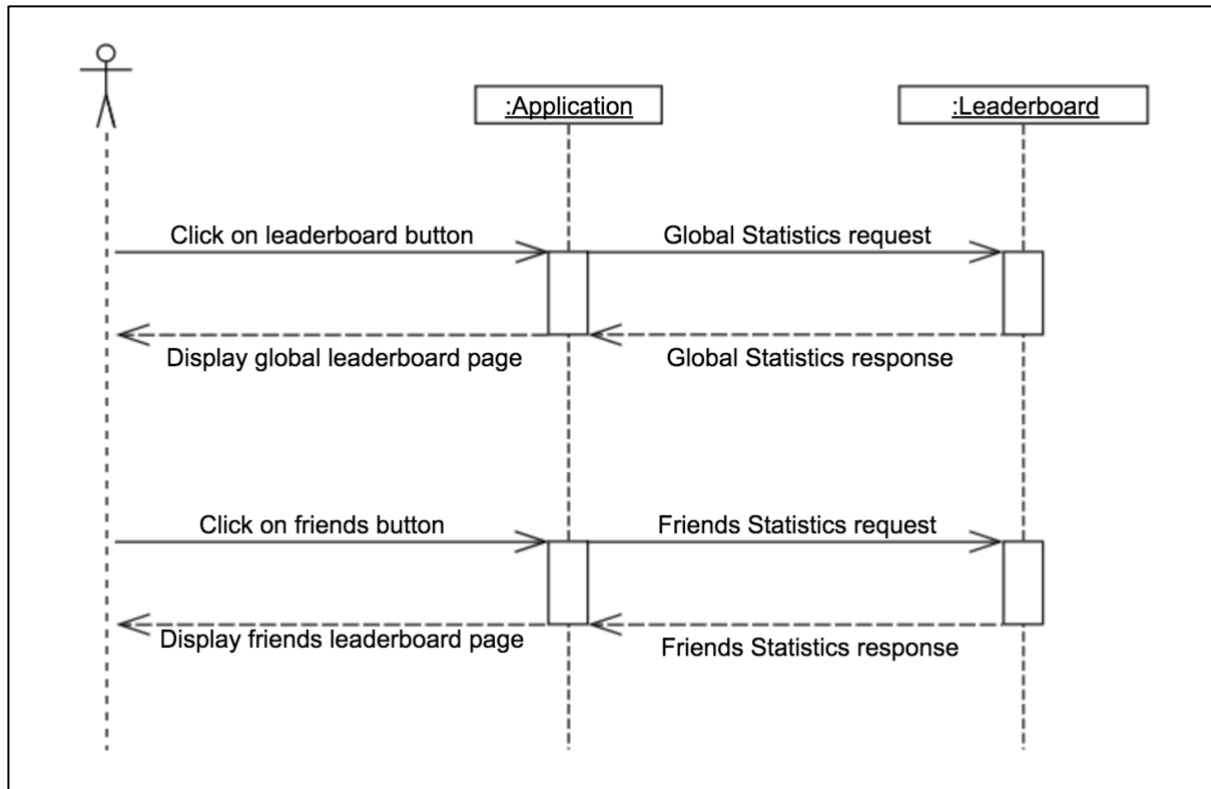 :Application
:Leaderboard
Click on leaderboard button
Global Statistics request
Display global leaderboard page
Global Statistics response
Click on friends button
Friends Statistics request
Display friends leaderboard page
Friends Statistics response